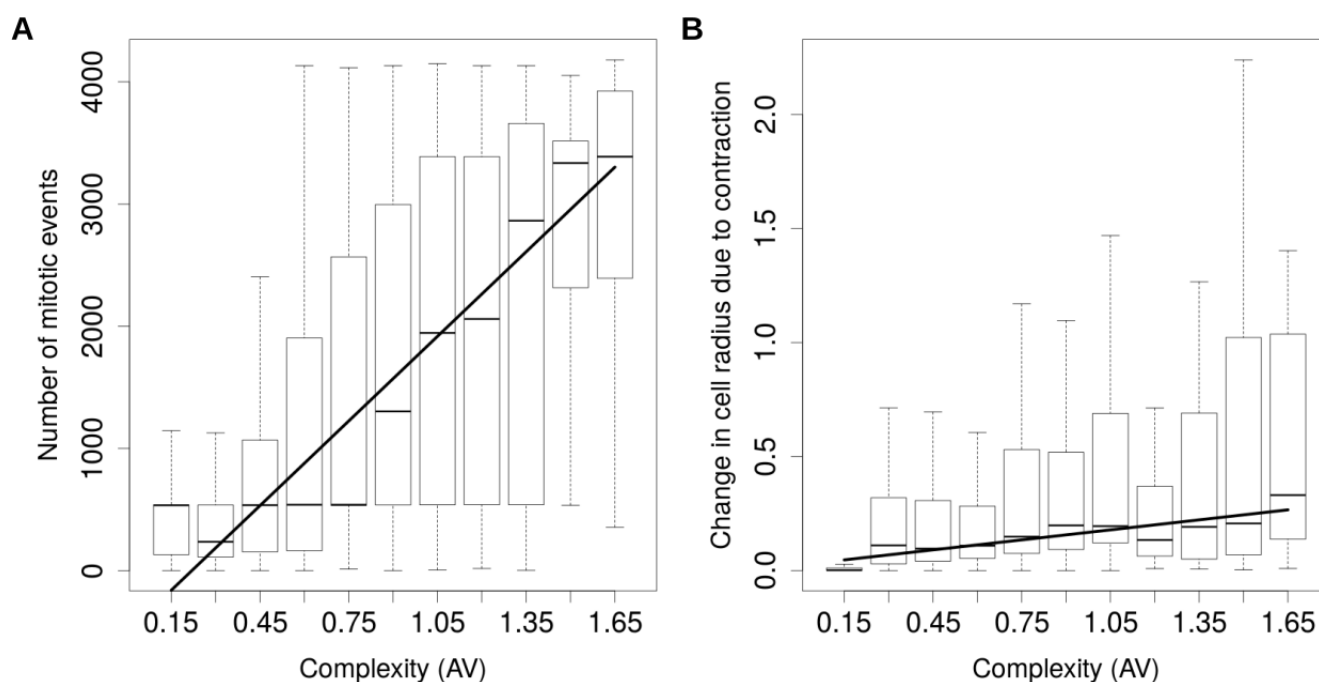 A
Number of mitotic events
4000
3000
2000
1000
0
0.15 0.45 0.75 1.05 1.35 1.65
Complexity (AV)
B
Change in cell radius due to contraction
2.0
1.5
1.0
0.5
0.0
0.15 0.45 0.75 1.05 1.35 1.65
Complexity (AV)